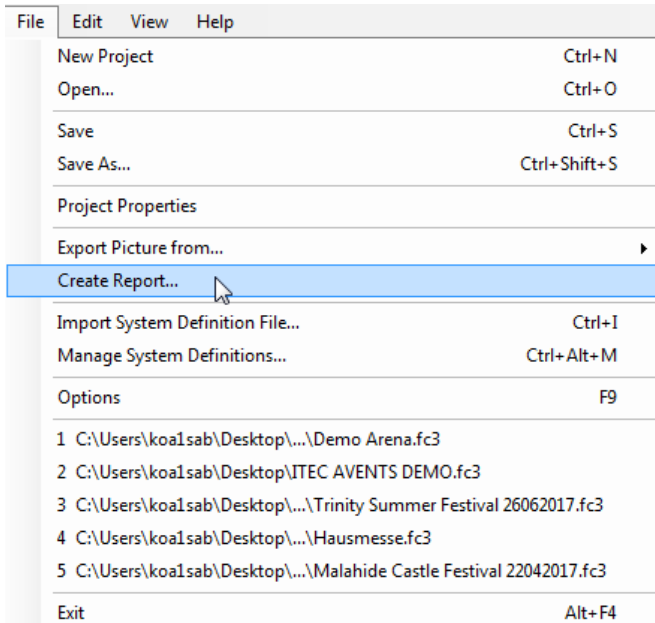 File Edit View Help
New Project Ctrl+N
Open... Ctrl+O
Save Ctrl+S
Save As... Ctrl+Shift+S
Project Properties
Export Picture from...
Create Report...
Import System Definition File... Ctrl+I
Manage System Definitions... Ctrl+Alt+M
Options F9
1 C:\Users\koa1sab\Desktop\...\Demo Arena.fc3
2 C:\Users\koa1sab\Desktop\ITEC AVENTS DEMO.fc3
3 C:\Users\koa1sab\Desktop\...\Trinity Summer Festival 26062017.fc3
4 C:\Users\koa1sab\Desktop\...\Hausmesse.fc3
5 C:\Users\koa1sab\Desktop\...\Malahide Castle Festival 22042017.fc3
Exit Alt+F4